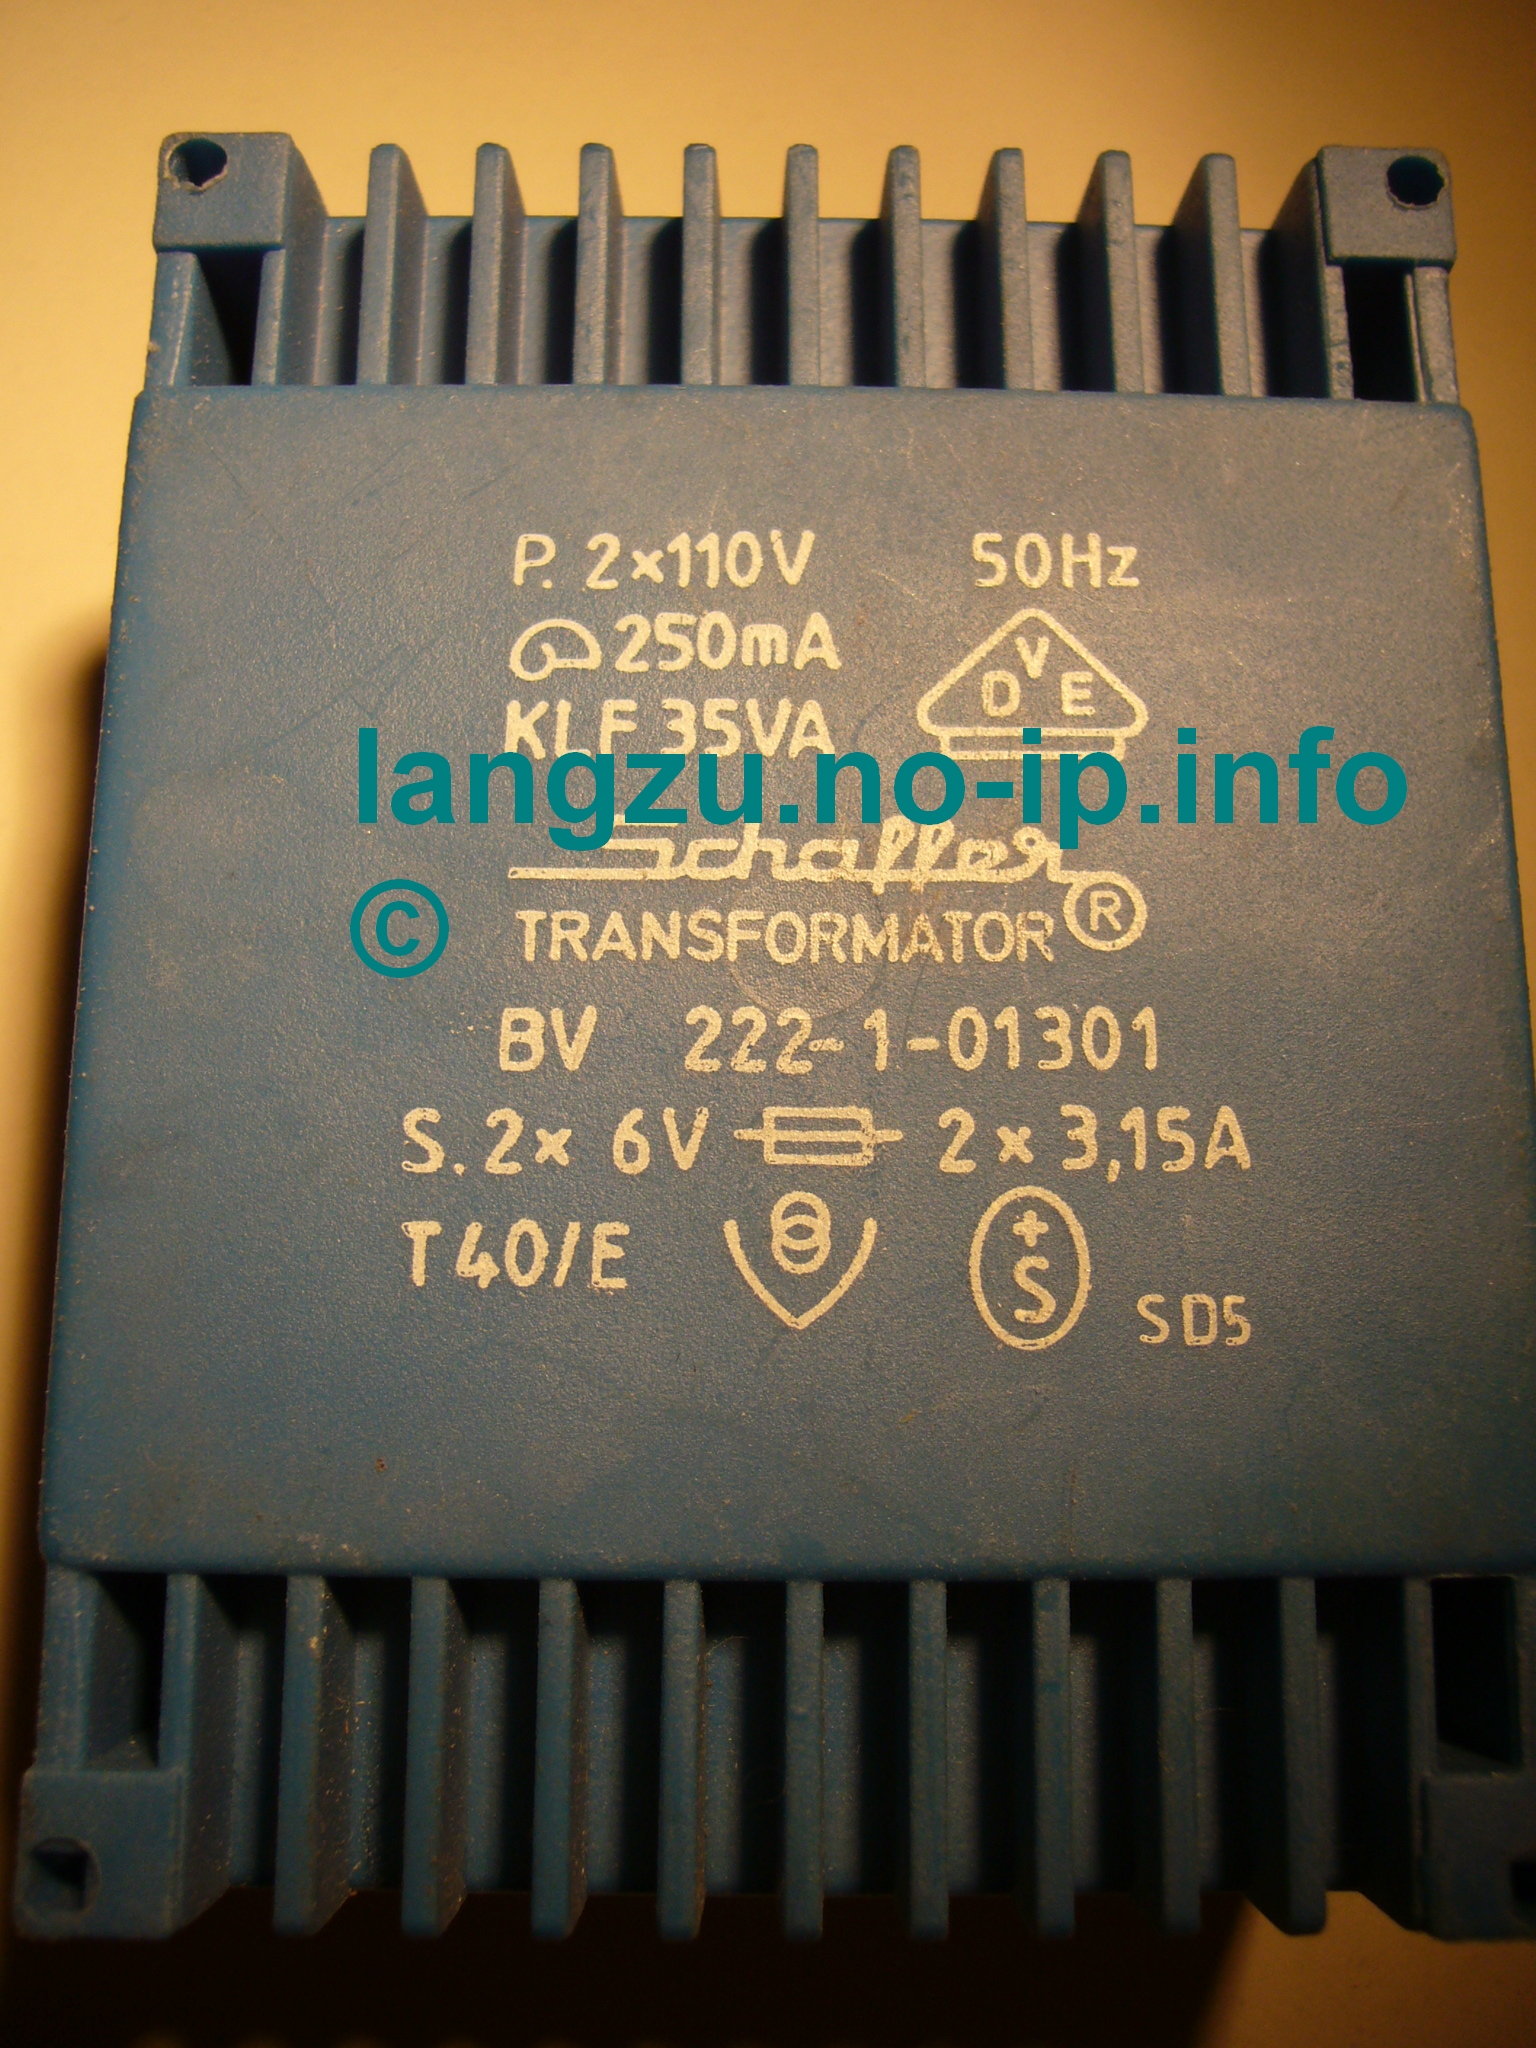 P. 2×110V 50Hz
250mA
V
D E
KLF 35VA
langzu.no-ip.info
Schaffer
©
TRANSFORMATOR ®
BV 222-1-01301
S. 2× 6V 2 × 3,15A
T40/E
+
S
SD5